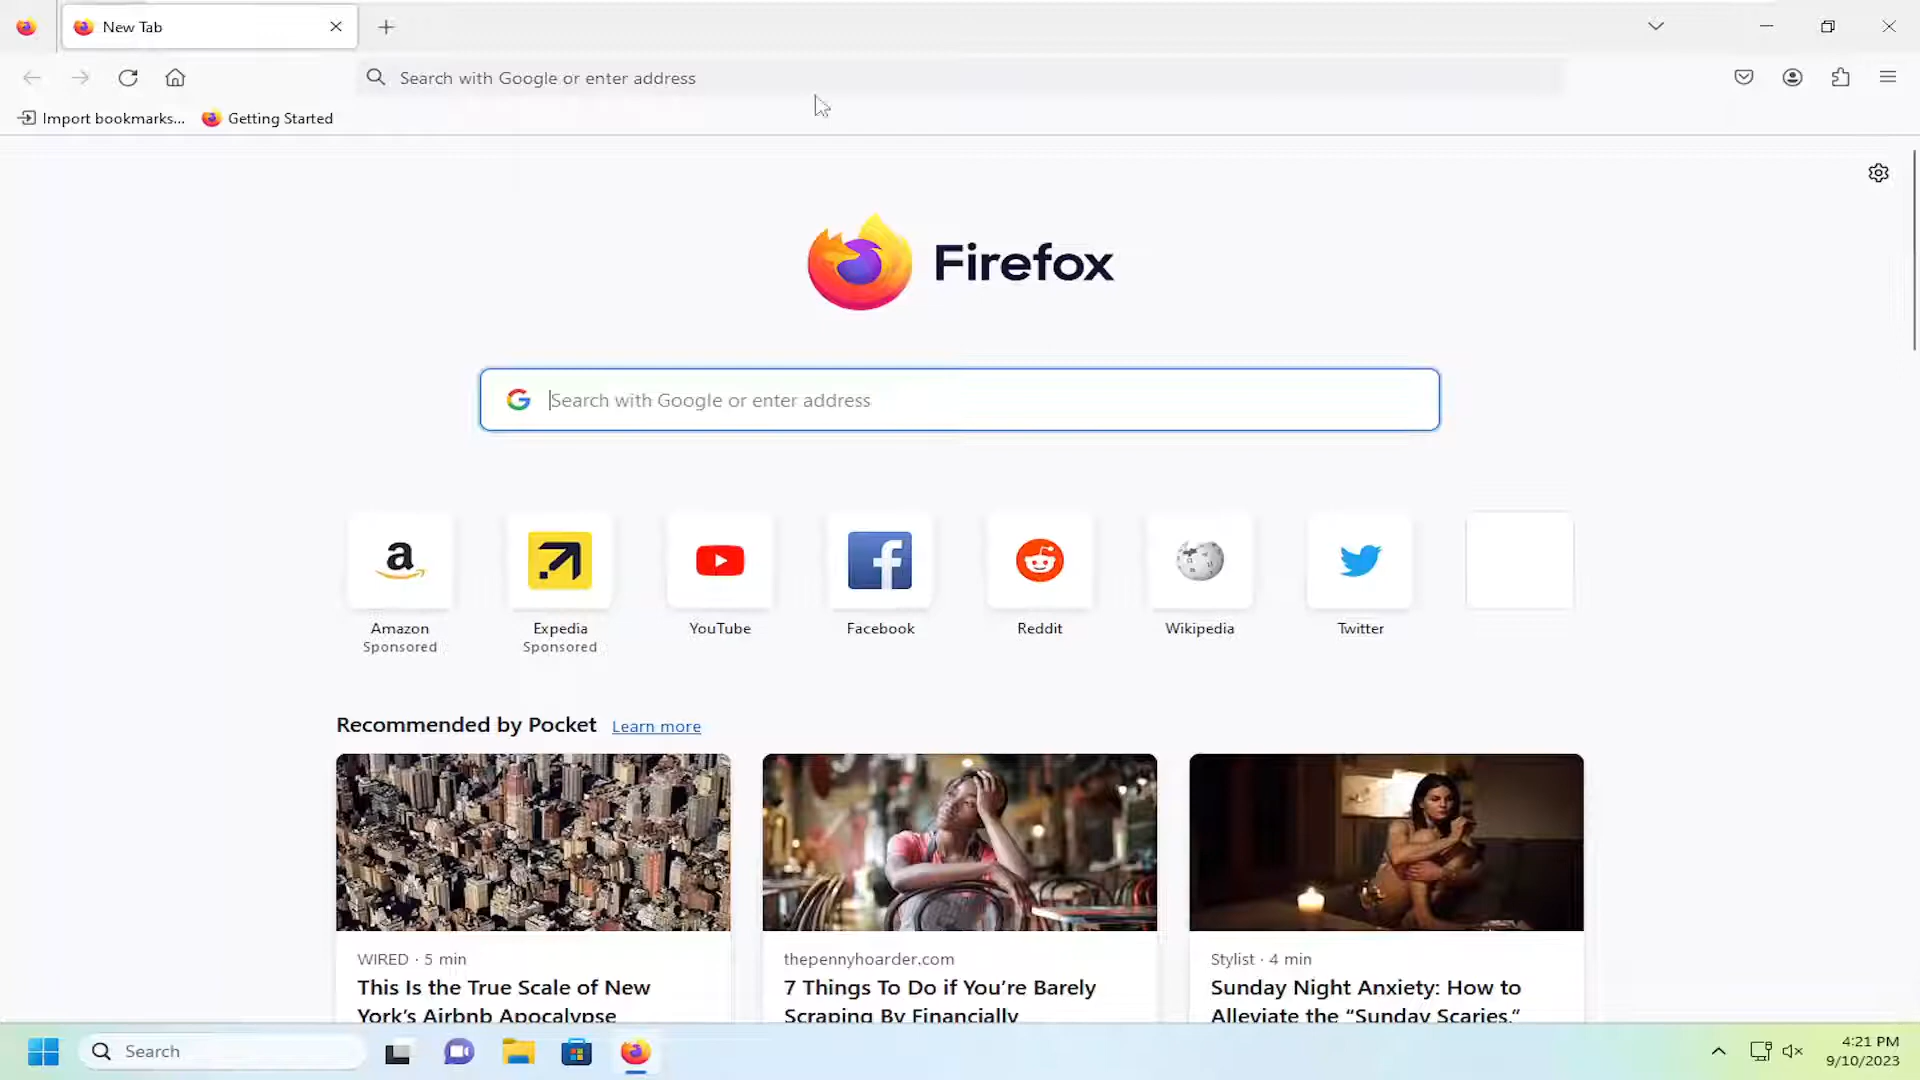 New Tab
Search with Google or enter address
Import bookmarks...
Getting Started
Firefox
Search with Google or enter address
Amazon
Sponsored
Expedia
Sponsored
YouTube
Facebook
Reddit
Wikipedia
Twitter
Recommended by Pocket Learn more
WIRED · 5 min
This Is the True Scale of New
York’s Airbnb Apocalypse
thepennyhoarder.com
7 Things To Do if You’re Barely
Scraping By Financially
Stylist · 4 min
Sunday Night Anxiety: How to
Alleviate the “Sunday Scaries.”
Search
4:21 PM
9/10/2023